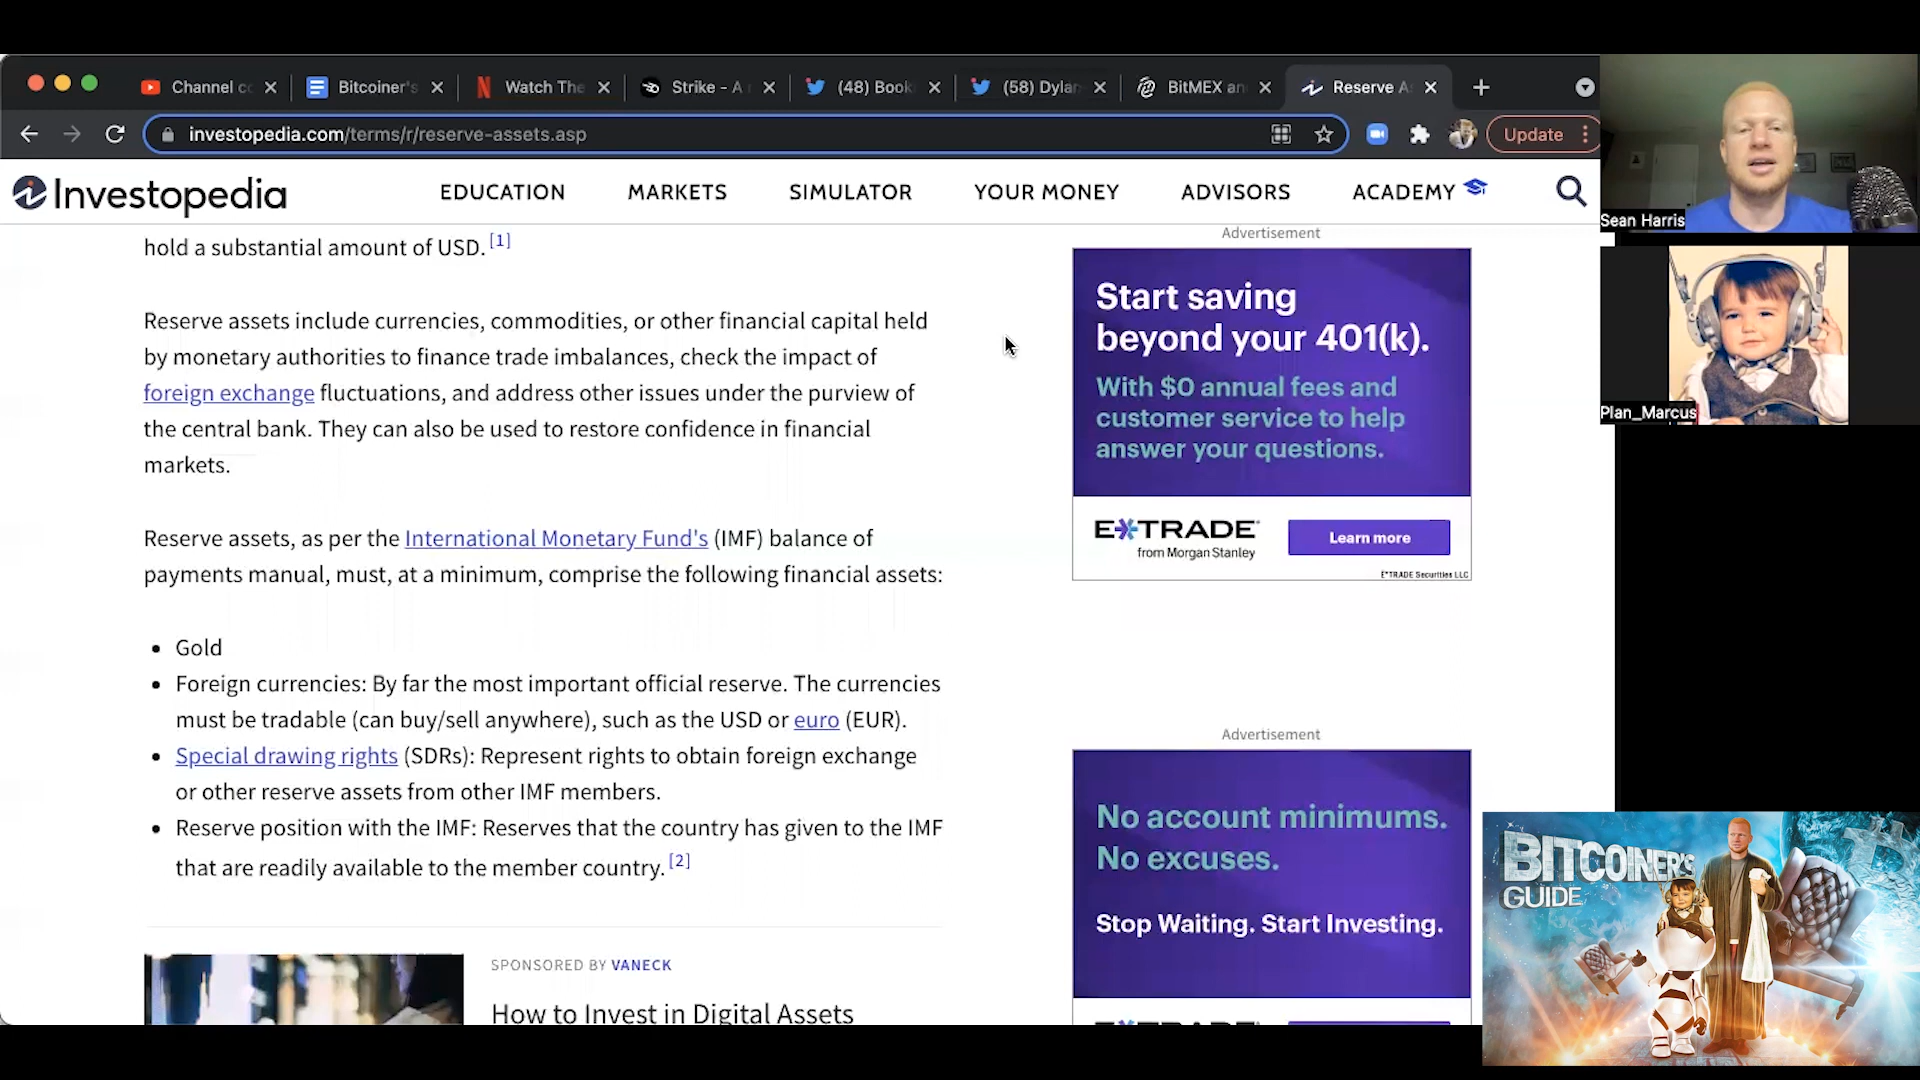 Channel co
Bitcoiner's
Watch The
Strike - A
(48) Book
(58) Dylan
BitMEX an
Reserve A
investopedia.com/terms/r/reserve-assets.asp
Update
Investopedia
EDUCATION
MARKETS
SIMULATOR
YOUR MONEY
ADVISORS
ACADEMY
hold a substantial amount of USD. [1]
Reserve assets include currencies, commodities, or other financial capital held
by monetary authorities to finance trade imbalances, check the impact of
foreign exchange fluctuations, and address other issues under the purview of
the central bank. They can also be used to restore confidence in financial
markets.
Reserve assets, as per the International Monetary Fund's (IMF) balance of
payments manual, must, at a minimum, comprise the following financial assets:
Gold
Foreign currencies: By far the most important official reserve. The currencies
must be tradable (can buy/sell anywhere), such as the USD or euro (EUR).
Special drawing rights (SDRs): Represent rights to obtain foreign exchange
or other reserve assets from other IMF members.
Reserve position with the IMF: Reserves that the country has given to the IMF
that are readily available to the member country. [2]
SPONSORED BY VANECK
How to Invest in Digital Assets
Advertisement
Start saving
beyond your 401(k).
With $0 annual fees and
customer service to help
answer your questions.
E*TRADE
from Morgan Stanley
Learn more
E*TRADE Securities LLC
Advertisement
No account minimums.
No excuses.
Stop Waiting. Start Investing.
E*TRADE
Sean Harris
Plan_Marcus
BITCOINER'S
GUIDE